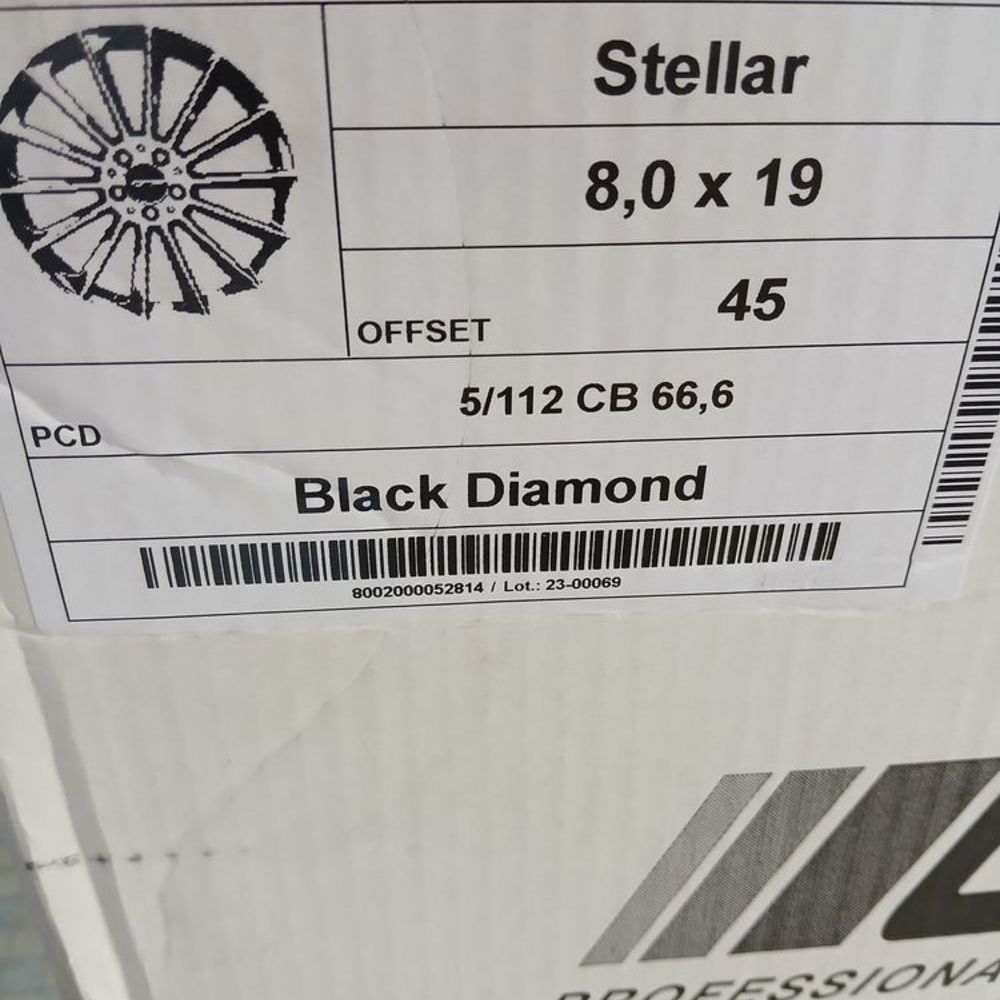 Stellar
8,0 x 19
OFFSET 45
PCD 5/112 CB 66,6
Black Diamond
8002000052814 / Lot.: 23-00069